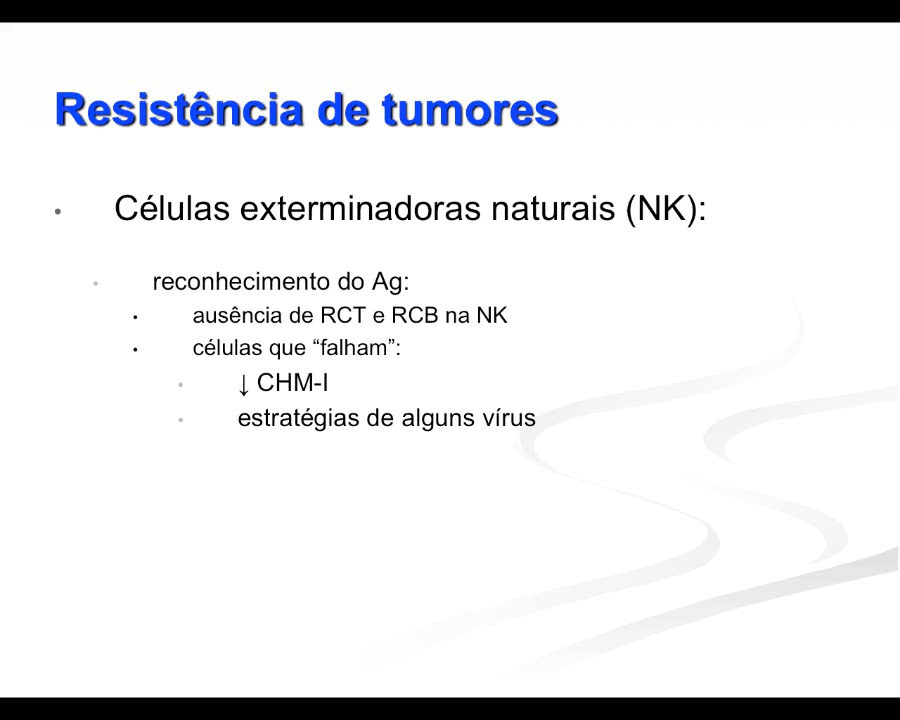 Resistência de tumores
• Células exterminadoras naturais (NK):
• reconhecimento do Ag:
• ausência de RCT e RCB na NK
• células que “falham”:
• ↓ CHM-I
• estratégias de alguns vírus